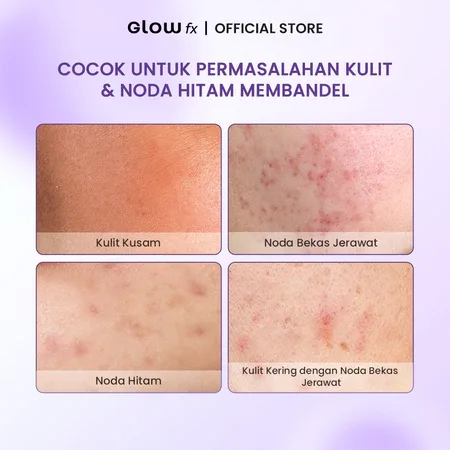 GLOW fx | OFFICIAL STORE
COCOK UNTUK PERMASALAHAN KULIT
& NODA HITAM MEMBANDEL
Kulit Kusam
Noda Bekas Jerawat
Noda Hitam
Kulit Kering dengan Noda Bekas
Jerawat